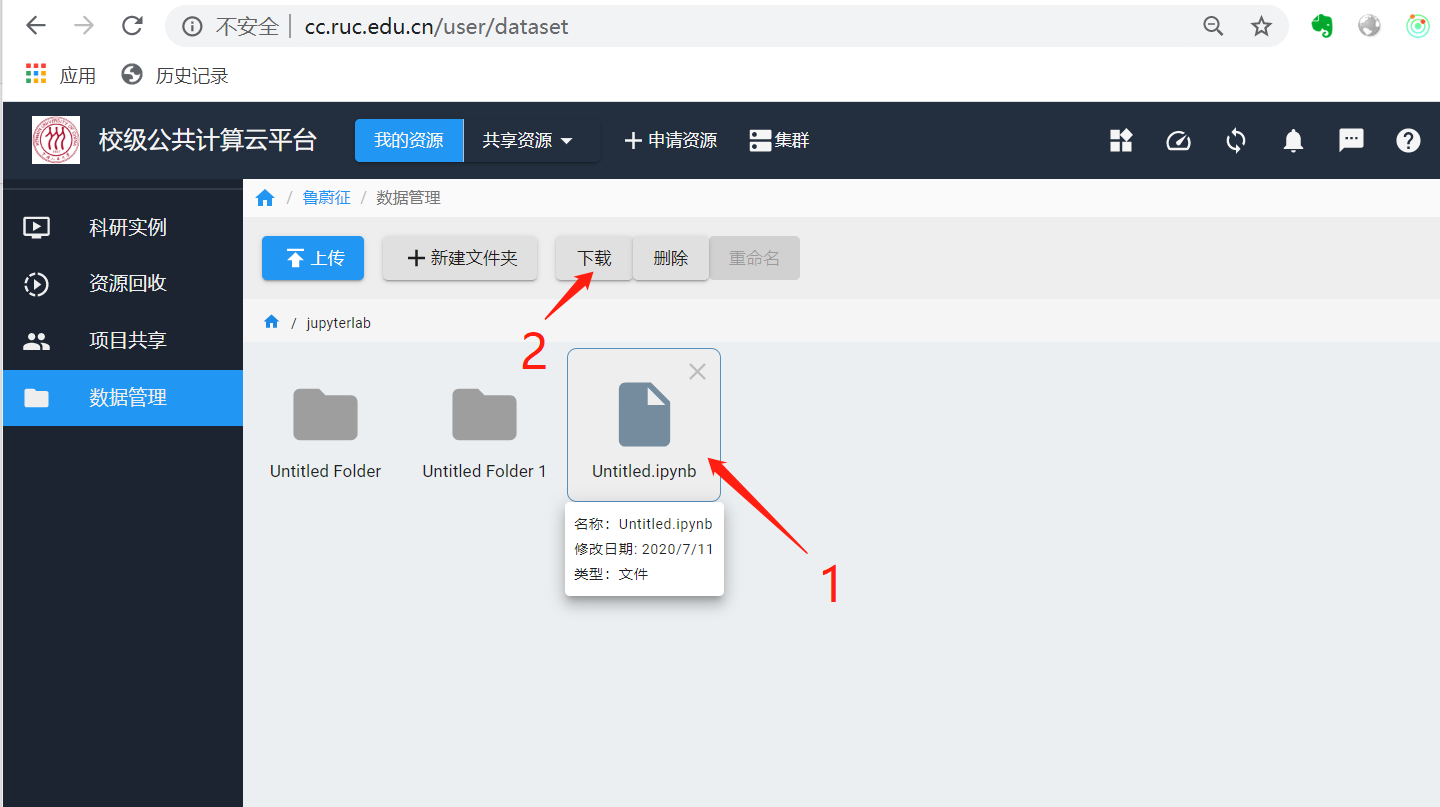 不安全 cc.ruc.edu.cn/user/dataset
应用 历史记录
校级公共计算云平台 我的资源 共享资源 申请资源 集群
/ 鲁蔚征 / 数据管理
科研实例
资源回收
项目共享
数据管理
上传 新建文件夹 下载 删除 重命名
/ jupyterlab
2
Untitled Folder Untitled Folder 1 Untitled.ipynb
名称：Untitled.ipynb
修改日期: 2020/7/11
类型：文件
1